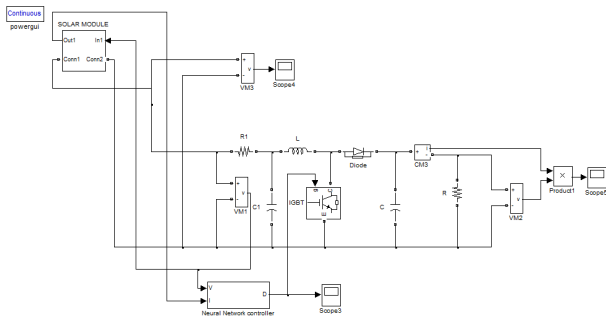 Continuous
powergui
SOLAR MODULE
Out1
In1
Conn1
Conn2
+
-
v
VM3
Scope4
R1
L
Diode
+
i
-
CM3
+
-
v
VM1
C1
IGBT
g
C
E
C
R
+
-
v
VM2
×
Product1
Scope5
V
I
D
Neural Network controller
Scope3